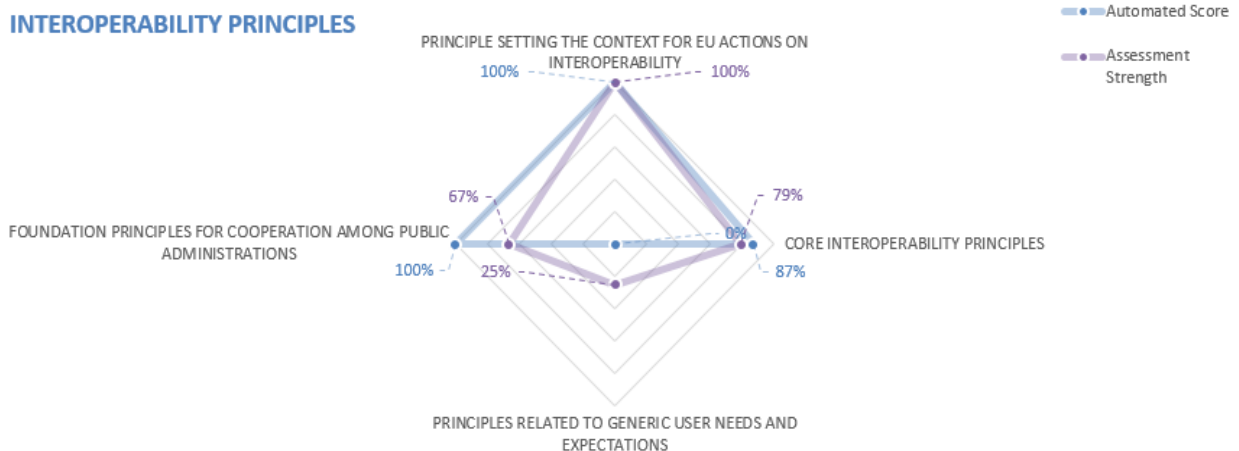 INTEROPERABILITY PRINCIPLES
Automated Score
Assessment
Strength
PRINCIPLE SETTING THE CONTEXT FOR EU ACTIONS ON
INTEROPERABILITY
100%
100%
67%
79%
FOUNDATION PRINCIPLES FOR COOPERATION AMONG PUBLIC
ADMINISTRATIONS
0%
CORE INTEROPERABILITY PRINCIPLES
100%
25%
87%
PRINCIPLES RELATED TO GENERIC USER NEEDS AND
EXPECTATIONS